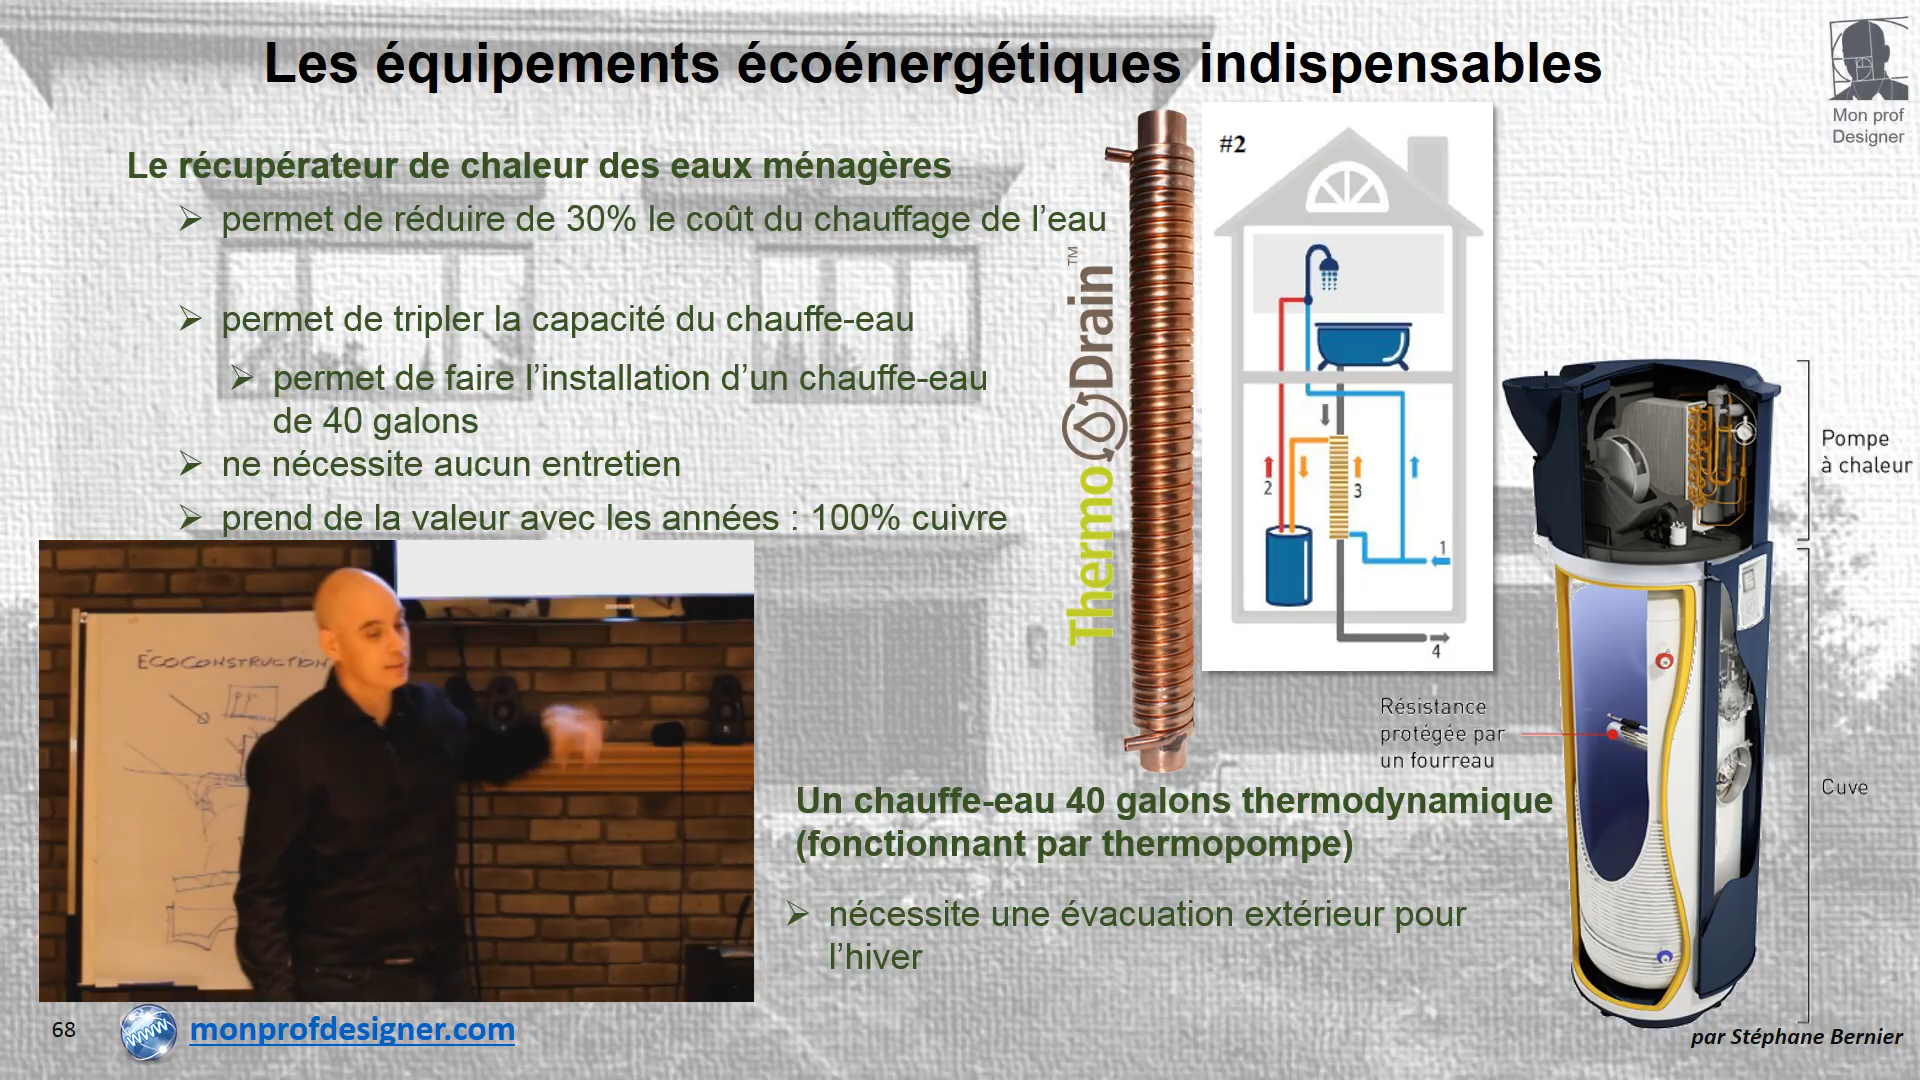 Les équipements écoénergétiques indispensables
Mon prof
Designer
Le récupérateur de chaleur des eaux ménagères
permet de réduire de 30% le coût du chauffage de l'eau
permet de tripler la capacité du chauffe-eau
permet de faire l'installation d'un chauffe-eau
de 40 galons
ne nécessite aucun entretien
prend de la valeur avec les années : 100% cuivre
ThermoDrain™
#2
2
3
1
4
Pompe
à chaleur
Résistance
protégée par
un fourreau
Cuve
ÉCOCONSTRUCTION
Un chauffe-eau 40 galons thermodynamique
(fonctionnant par thermopompe)
nécessite une évacuation extérieur pour
l'hiver
68
www
monprofdesigner.com
par Stéphane Bernier